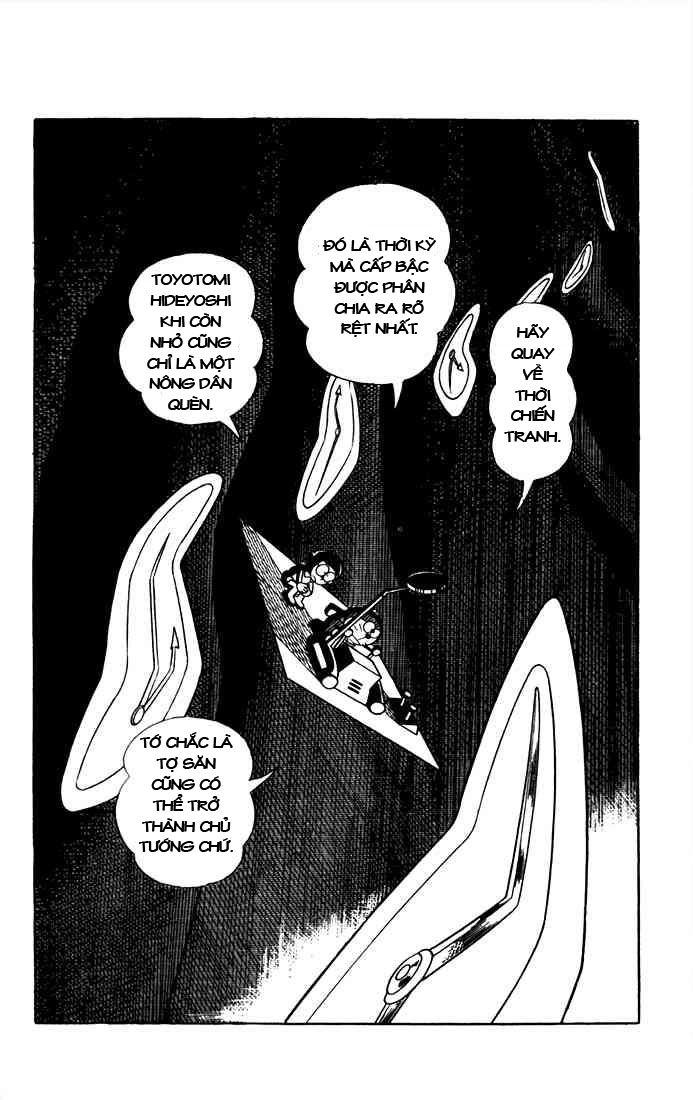 HÃY
QUAY
VỀ
THỜI
CHIẾN
TRANH.
ĐÓ LÀ THỜI KỲ
MÀ CẤP BẬC
ĐƯỢC PHÂN
CHIA RA RÕ
RỆT NHẤT.
TOYOTOMI
HIDEYOSHI
KHI CÒN
NHỎ CŨNG
CHỈ LÀ MỘT
NÔNG DÂN
QUÈN.
TỚ CHẮC LÀ
TỢ SĂN
CŨNG CÓ
THỂ TRỞ
THÀNH CHỦ
TƯỚNG CHỨ.